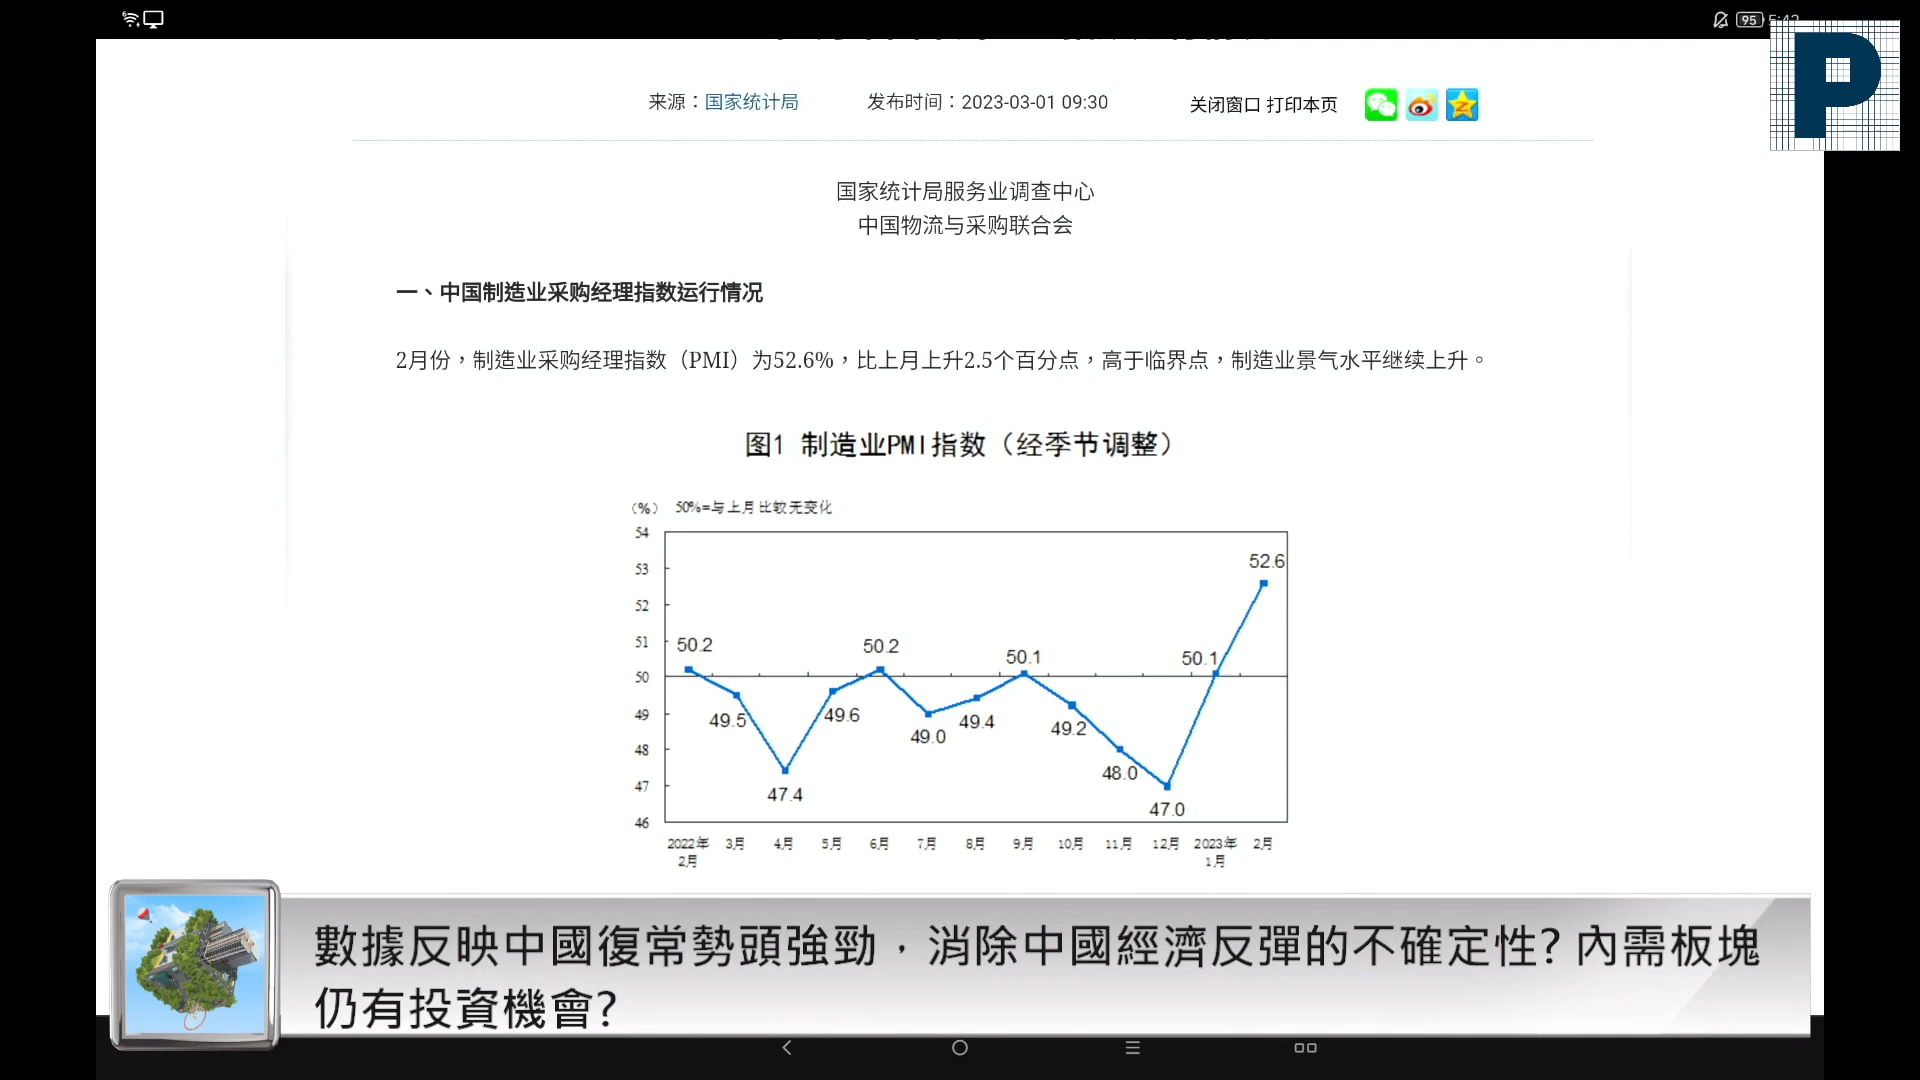 95
来源：国家统计局 发布时间：2023-03-01 09:30 关闭窗口 打印本页
P
国家统计局服务业调查中心
中国物流与采购联合会
一、中国制造业采购经理指数运行情况
2月份，制造业采购经理指数（PMI）为52.6%，比上月上升2.5个百分点，高于临界点，制造业景气水平继续上升。
图1 制造业PMI指数（经季节调整）
（%） 50%=与上月比较无变化
54
53
52
51
50
49
48
47
46
50.2
49.5
47.4
49.6
50.2
49.0
49.4
50.1
49.2
48.0
47.0
50.1
52.6
2022年2月 3月 4月 5月 6月 7月 8月 9月 10月 11月 12月 2023年1月 2月
數據反映中國復常勢頭強勁，消除中國經濟反彈的不確定性? 內需板塊
仍有投資機會?